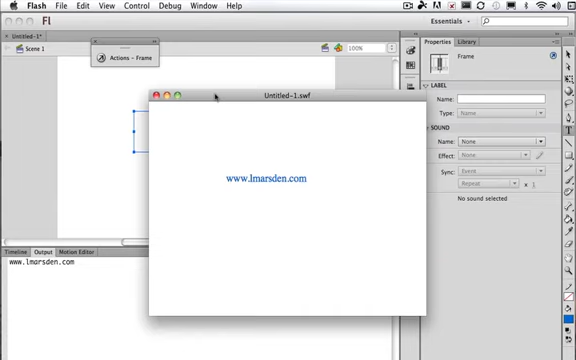 Flash File Edit View Control Debug Window Help
Fl Essentials
Untitled-1*
Scene 1
100%
Actions - Frame
Properties Library
Frame
LABEL
Name:
Type: Name
SOUND
Name: None
Effect: None
Sync: Event
Repeat x 1
No sound selected
Untitled-1.swf
www.lmarsden.com
Timeline Output Motion Editor
www.lmarsden.com